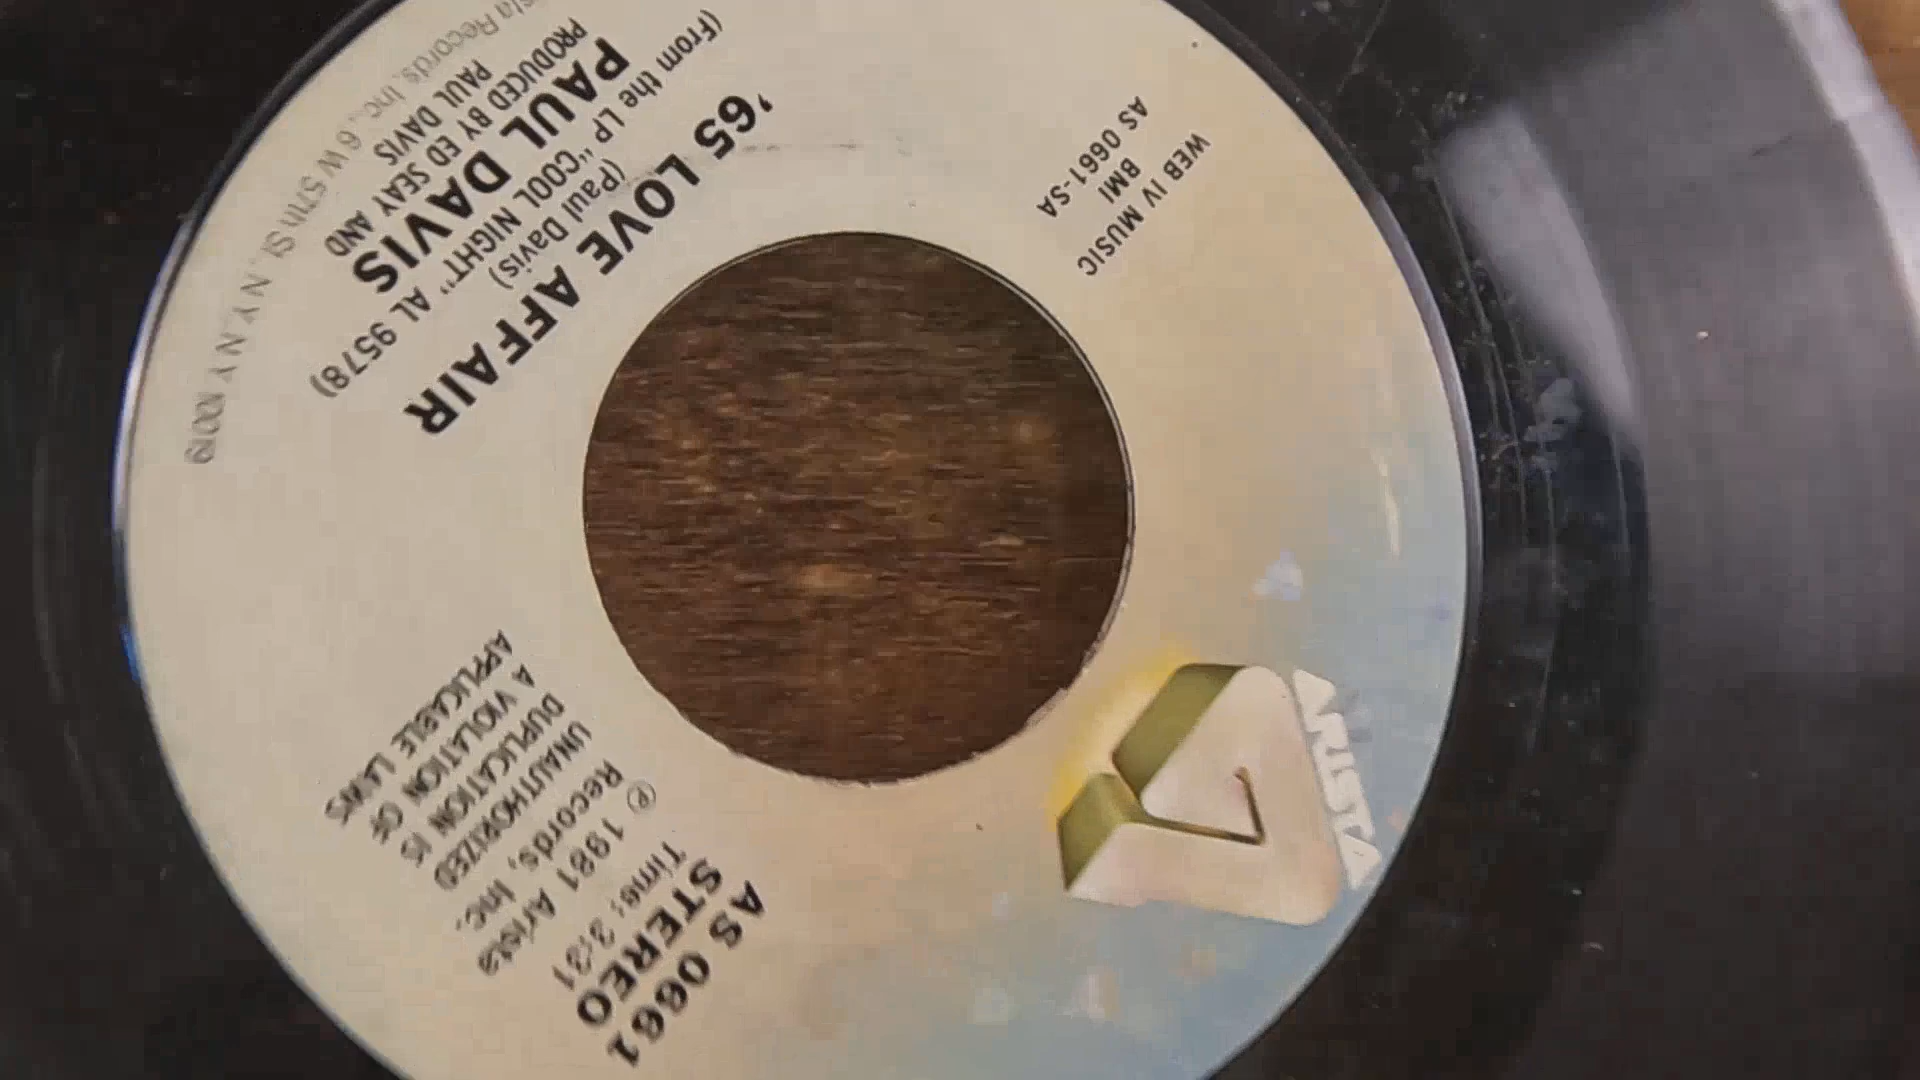 ARISTA
WEB IV MUSIC
BMI
AS 0661-SA
AS 0661
STEREO
Time: 3:31
℗ 1981 Arista
Records, Inc.
UNAUTHORIZED
DUPLICATION IS
A VIOLATION OF
APPLICABLE LAWS
'65 LOVE AFFAIR
(Paul Davis)
(From the LP "COOL NIGHT" AL 9578)
PAUL DAVIS
PRODUCED BY ED SEAY AND
PAUL DAVIS
Records, Inc., 6 W 57th St., N.Y., N Y 10019